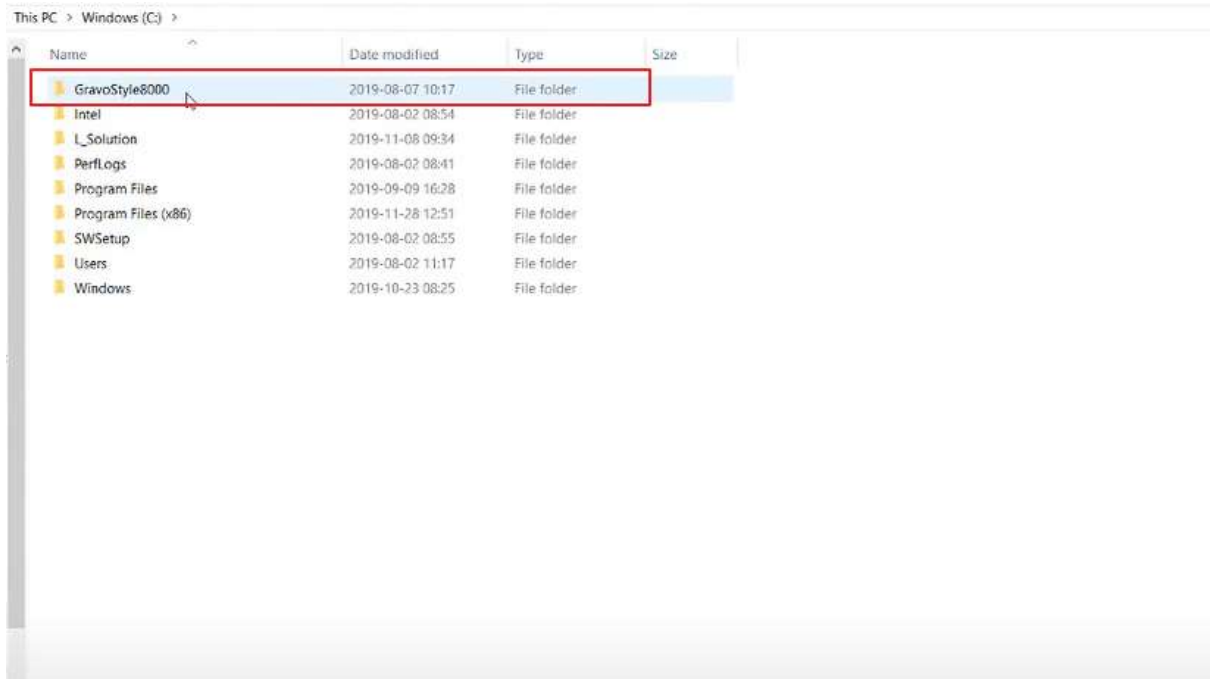 This PC > Windows (C:) >
Name Date modified Type Size
GravoStyle8000 2019-08-07 10:17 File folder
Intel 2019-08-02 08:54 File folder
L_Solution 2019-11-08 09:34 File folder
PerfLogs 2019-08-02 08:41 File folder
Program Files 2019-09-09 16:28 File folder
Program Files (x86) 2019-11-28 12:51 File folder
SWSetup 2019-08-02 08:55 File folder
Users 2019-08-02 11:17 File folder
Windows 2019-10-23 08:25 File folder